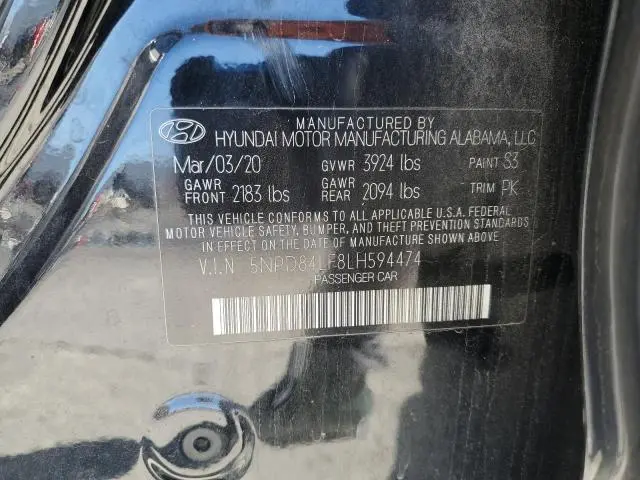 MANUFACTURED BY
HYUNDAI MOTOR MANUFACTURING ALABAMA, LLC
Mar/03/20 GVWR 3924 lbs PAINT S3
GAWR FRONT 2183 lbs GAWR REAR 2094 lbs TRIM PK
THIS VEHICLE CONFORMS TO ALL APPLICABLE U.S.A. FEDERAL
MOTOR VEHICLE SAFETY, BUMPER, AND THEFT PREVENTION STANDARDS
IN EFFECT ON THE DATE OF MANUFACTURE SHOWN ABOVE.
V.I.N 5NPD84LF8LH594474
PASSENGER CAR